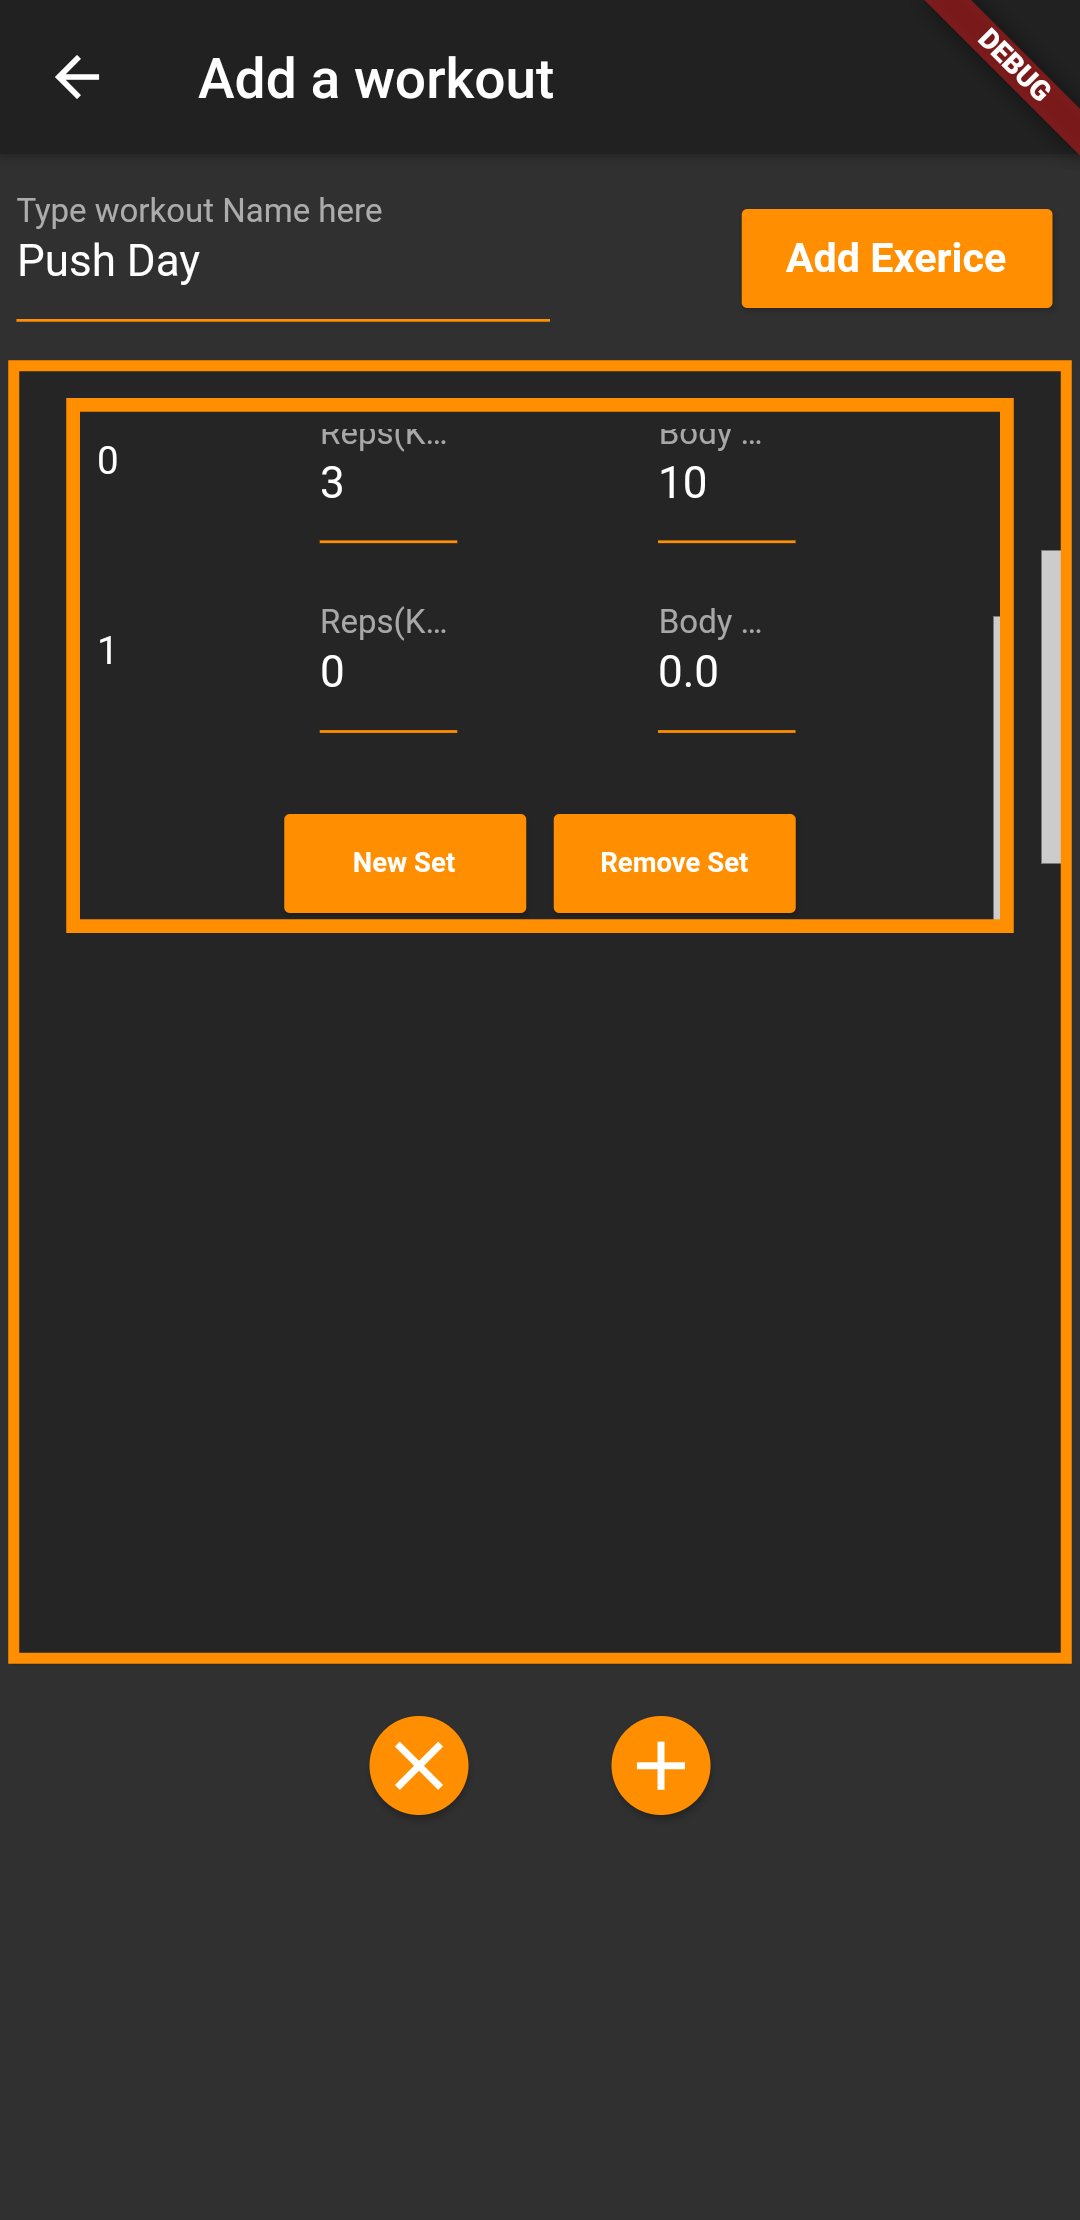 Add a workout
DEBUG
Type workout Name here
Push Day
Add Exerice
0
Reps(K...
Body ...
3
10
1
Reps(K...
Body ...
0
0.0
New Set
Remove Set